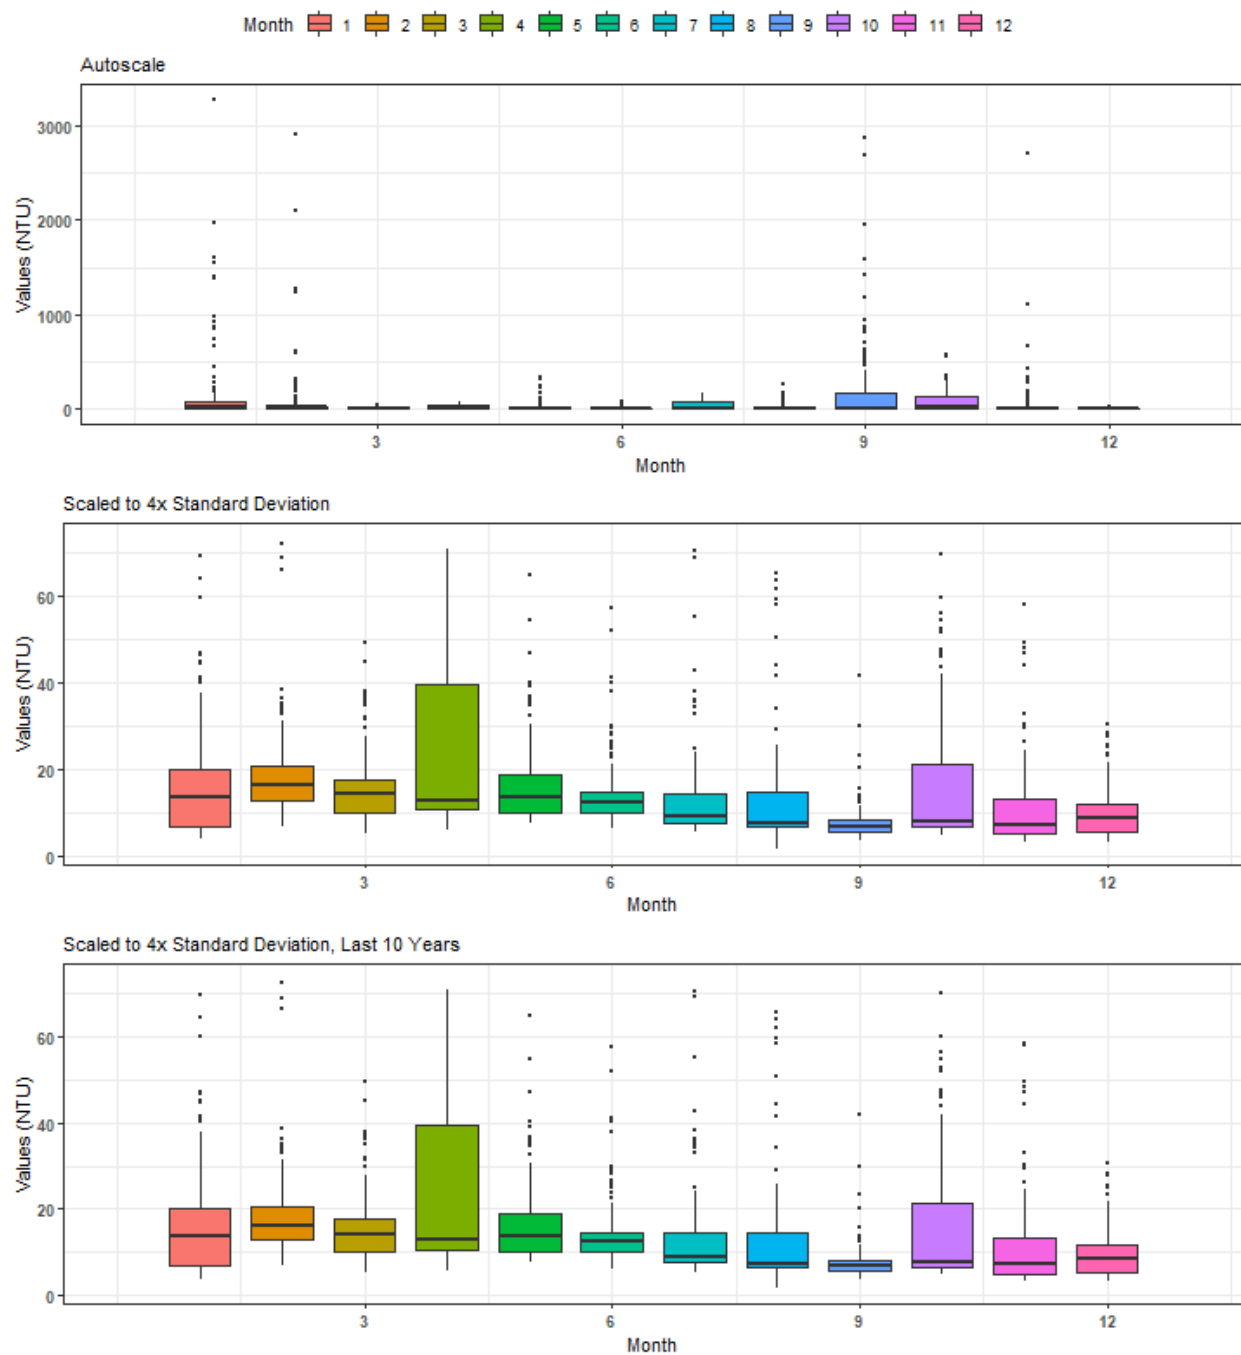 Month 1 2 3 4 5 6 7 8 9 10 11 12
Autoscale
Values (NTU)
3000
2000
1000
0
3 6 9 12
Month
Scaled to 4x Standard Deviation
Values (NTU)
60
40
20
0
3 6 9 12
Month
Scaled to 4x Standard Deviation, Last 10 Years
Values (NTU)
60
40
20
0
3 6 9 12
Month